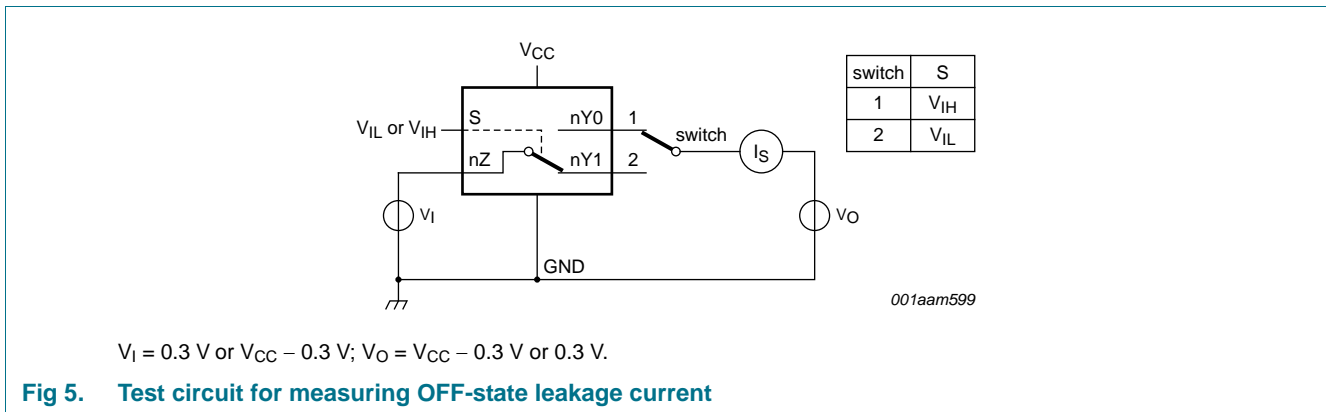 VCC
switch S
1 VIH
2 VIL
VIL or VIH
S
nY0
1
switch
IS
nZ
nY1
2
VI
VO
GND
001aam599
VI = 0.3 V or VCC − 0.3 V; VO = VCC − 0.3 V or 0.3 V.
Fig 5. Test circuit for measuring OFF-state leakage current